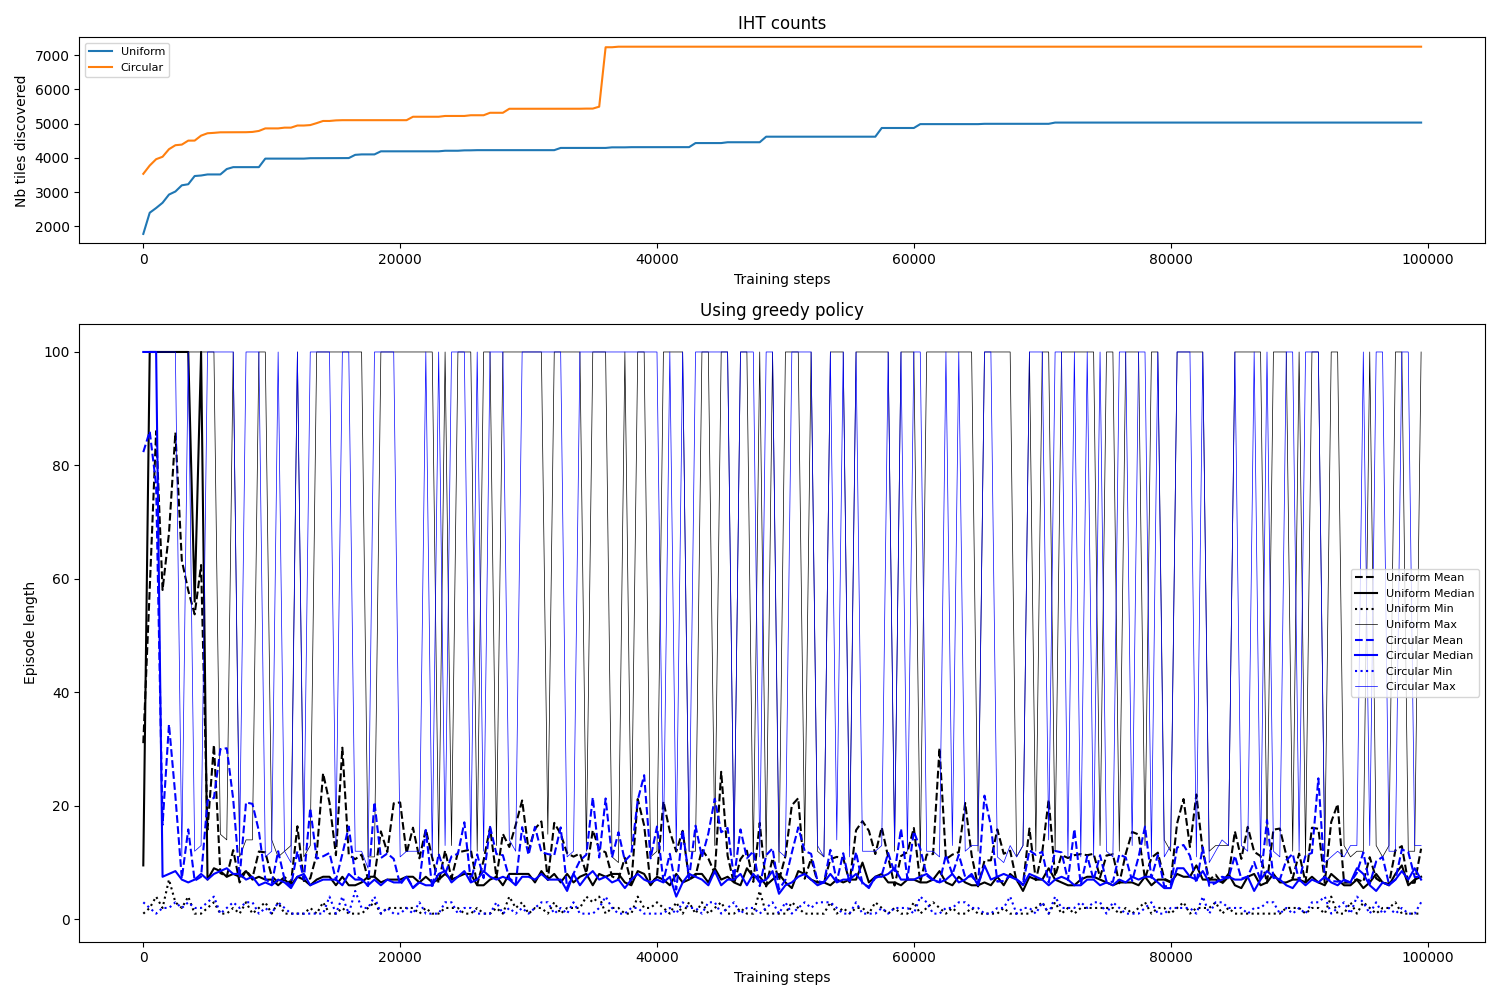 IHT counts
Nb tiles discovered
7000
6000
5000
4000
3000
2000
Uniform
Circular
0
20000
40000
60000
80000
100000
Training steps
Using greedy policy
Episode length
100
80
60
40
20
0
Uniform Mean
Uniform Median
Uniform Min
Uniform Max
Circular Mean
Circular Median
Circular Min
Circular Max
0
20000
40000
60000
80000
100000
Training steps